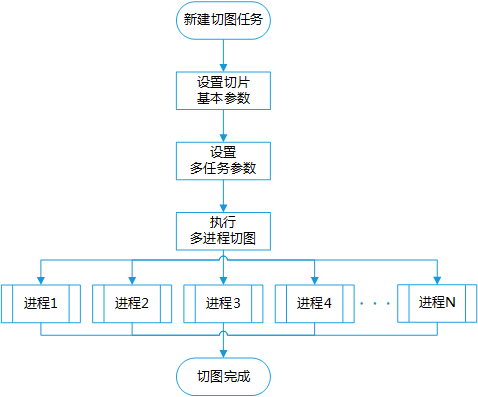 新建切图任务
设置切片
基本参数
设置
多任务参数
执行
多进程切图
进程1
进程2
进程3
进程4
· · ·
进程N
切图完成